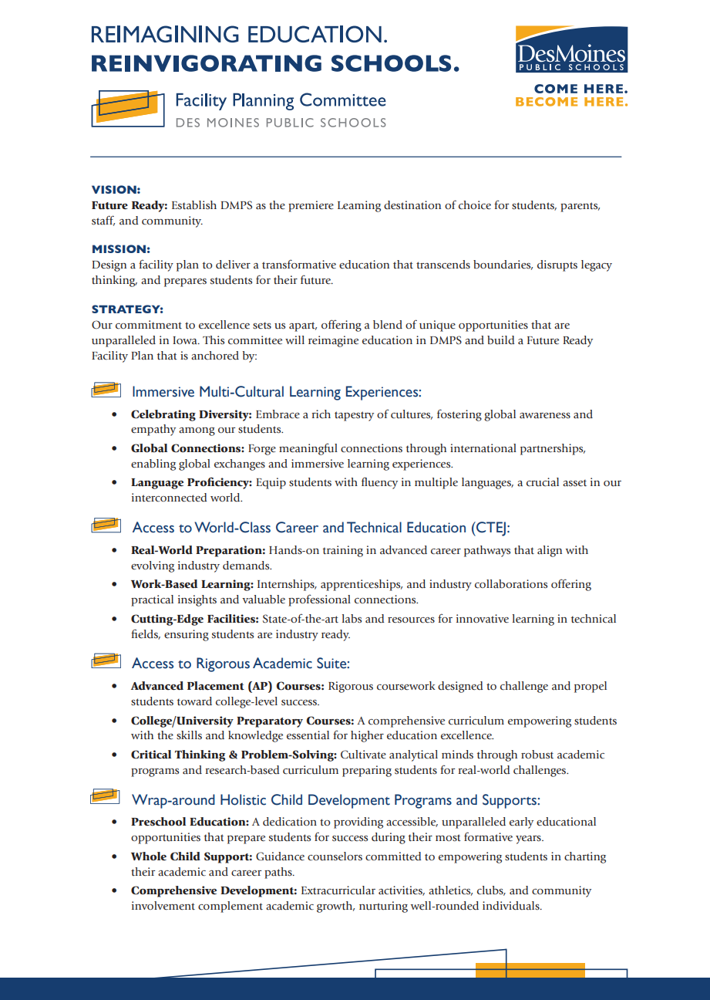 REIMAGINING EDUCATION.
REINVIGORATING SCHOOLS.
Facility Planning Committee
DES MOINES PUBLIC SCHOOLS
DesMoines
PUBLIC SCHOOLS
COME HERE.
BECOME HERE.
VISION:
Future Ready: Establish DMPS as the premiere Leaming destination of choice for students, parents,
staff, and community.
MISSION:
Design a facility plan to deliver a transformative education that transcends boundaries, disrupts legacy
thinking, and prepares students for their future.
STRATEGY:
Our commitment to excellence sets us apart, offering a blend of unique opportunities that are
unparalleled in Iowa. This committee will reimagine education in DMPS and build a Future Ready
Facility Plan that is anchored by:
Immersive Multi-Cultural Learning Experiences:
• Celebrating Diversity: Embrace a rich tapestry of cultures, fostering global awareness and
empathy among our students.
• Global Connections: Forge meaningful connections through international partnerships,
enabling global exchanges and immersive learning experiences.
• Language Proficiency: Equip students with fluency in multiple languages, a crucial asset in our
interconnected world.
Access to World-Class Career and Technical Education (CTEJ:
• Real-World Preparation: Hands-on training in advanced career pathways that align with
evolving industry demands.
• Work-Based Learning: Internships, apprenticeships, and industry collaborations offering
practical insights and valuable professional connections.
• Cutting-Edge Facilities: State-of-the-art labs and resources for innovative learning in technical
fields, ensuring students are industry ready.
Access to Rigorous Academic Suite:
• Advanced Placement (AP) Courses: Rigorous coursework designed to challenge and propel
students toward college-level success.
• College/University Preparatory Courses: A comprehensive curriculum empowering students
with the skills and knowledge essential for higher education excellence.
• Critical Thinking & Problem-Solving: Cultivate analytical minds through robust academic
programs and research-based curriculum preparing students for real-world challenges.
Wrap-around Holistic Child Development Programs and Supports:
• Preschool Education: A dedication to providing accessible, unparalleled early educational
opportunities that prepare students for success during their most formative years.
• Whole Child Support: Guidance counselors committed to empowering students in charting
their academic and career paths.
• Comprehensive Development: Extracurricular activities, athletics, clubs, and community
involvement complement academic growth, nurturing well-rounded individuals.